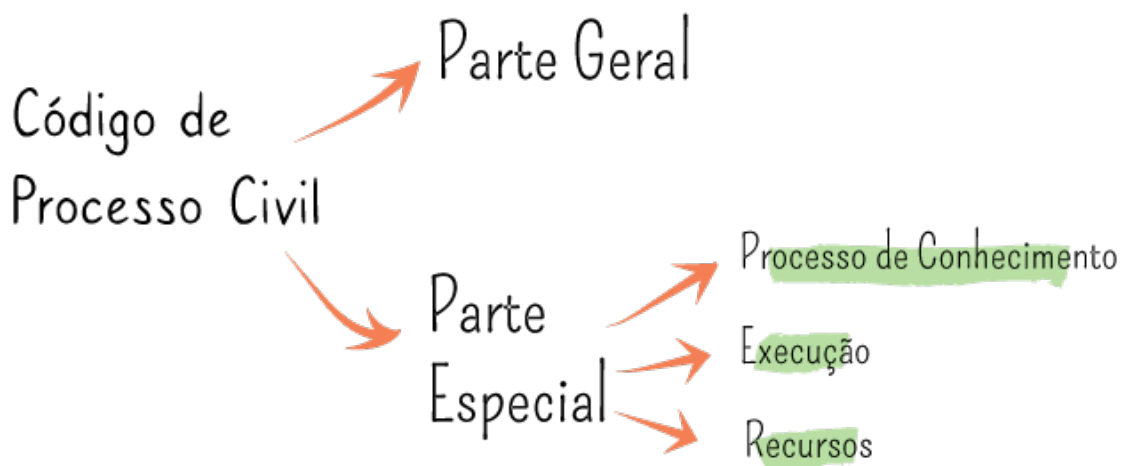 Código de
Processo Civil
Parte Geral
Parte
Especial
Processo de Conhecimento
Execução
Recursos